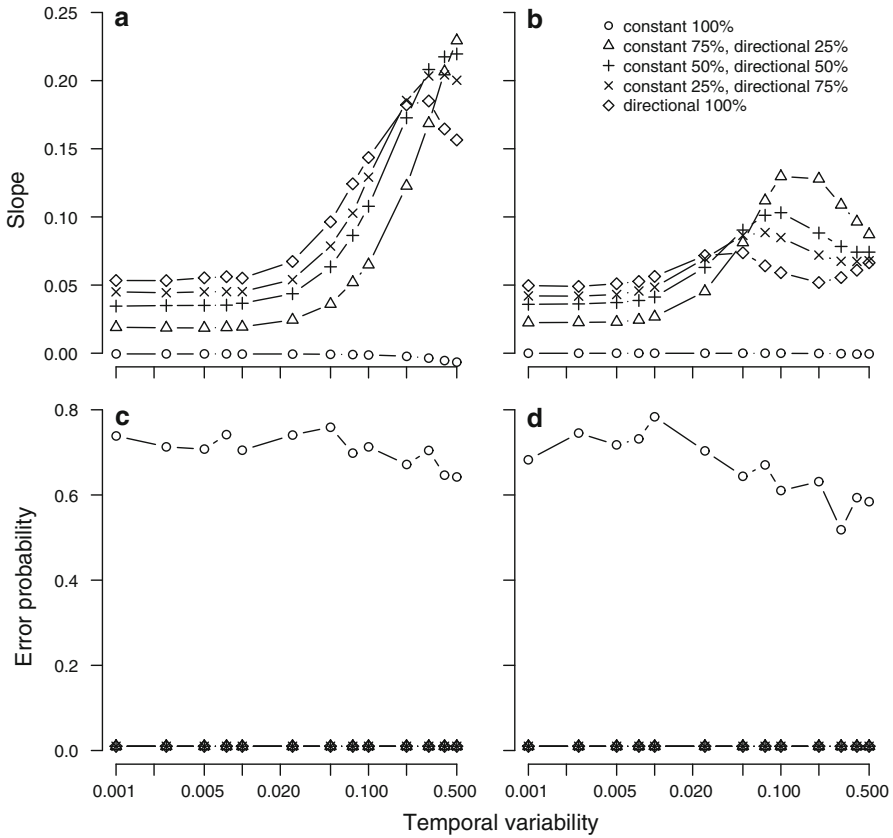 a
b
constant 100%
constant 75%, directional 25%
constant 50%, directional 50%
constant 25%, directional 75%
directional 100%
Slope
0.25
0.20
0.15
0.10
0.05
0.00
c
d
Error probability
0.8
0.6
0.4
0.2
0.0
0.001 0.005 0.020 0.100 0.500
0.001 0.005 0.020 0.100 0.500
Temporal variability